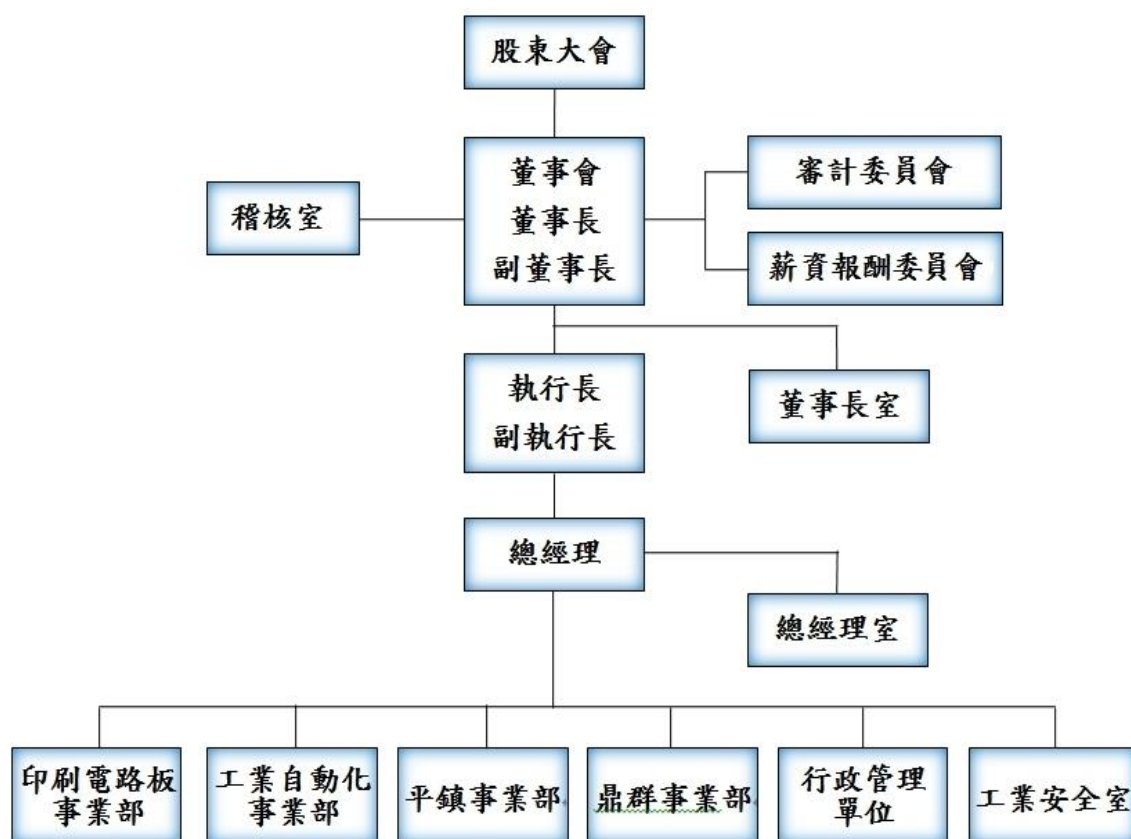 股東大會
董事會
董事長
副董事長
稽核室
審計委員會
薪資報酬委員會
執行長
副執行長
董事長室
總經理
總經理室
印刷電路板
事業部
工業自動化
事業部
平鎮事業部
鼎群事業部
行政管理
單位
工業安全室